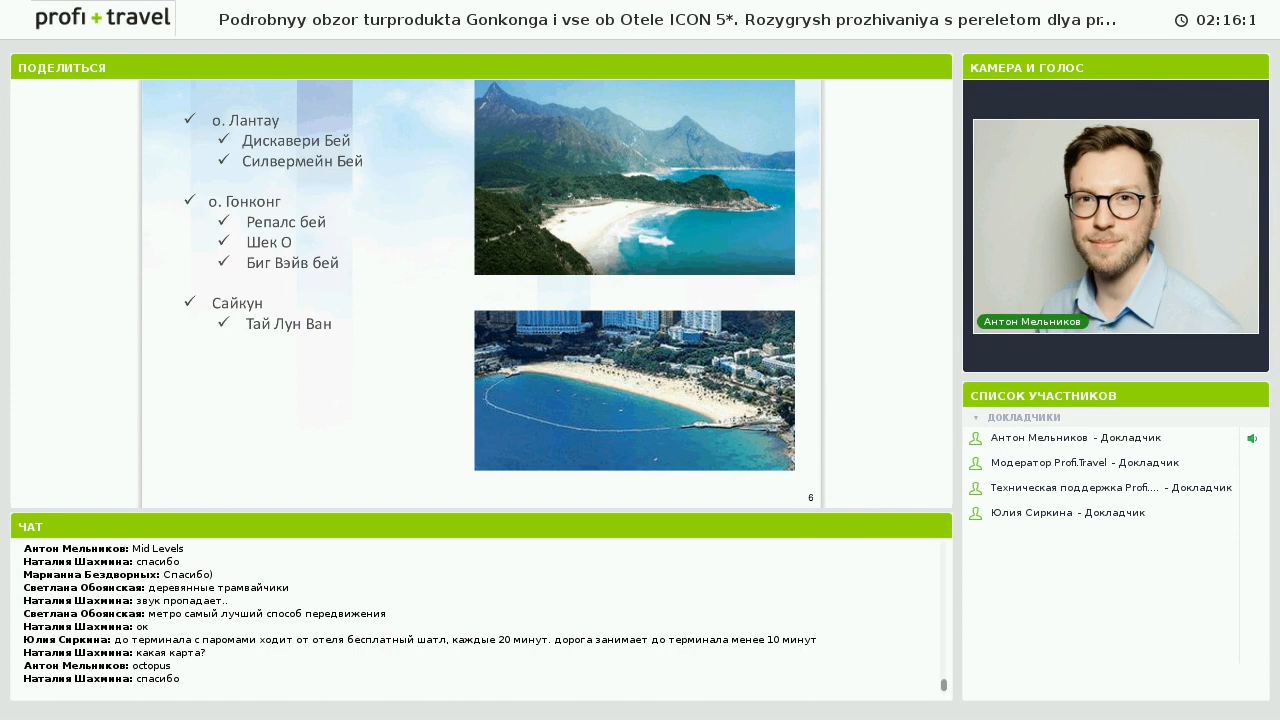 profi + travel
Podrobnyy obzor turprodukta Gonkonga i vse ob Otele ICON 5*. Rozygrysh prozhivaniya s pereletom dlya pr...
02:16:1
ПОДЕЛИТЬСЯ
✓ о. Лантау
✓ Дискавери Бей
✓ Силвермейн Бей
✓ о. Гонконг
✓ Репалс бей
✓ Шек О
✓ Биг Вэйв бей
✓ Сайкун
✓ Тай Лун Ван
6
ЧАТ
Антон Мельников: Mid Levels
Наталия Шахмина: спасибо
Марианна Бездворных: Спасибо)
Светлана Обоянская: деревянные трамвайчики
Наталия Шахмина: звук пропадает..
Светлана Обоянская: метро самый лучший способ передвижения
Наталия Шахмина: ок
Юлия Сиркина: до терминала с паромами ходит от отеля бесплатный шатл, каждые 20 минут. дорога занимает до терминала менее 10 минут
Наталия Шахмина: какая карта?
Антон Мельников: octopus
Наталия Шахмина: спасибо
КАМЕРА И ГОЛОС
Антон Мельников
СПИСОК УЧАСТНИКОВ
ДОКЛАДЧИКИ
Антон Мельников - Докладчик
Модератор Profi.Travel - Докладчик
Техническая поддержка Profi.... - Докладчик
Юлия Сиркина - Докладчик